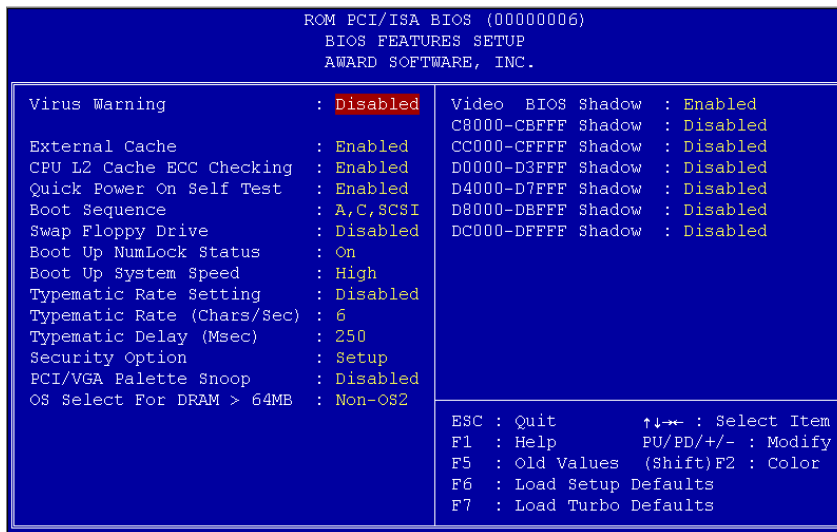 ROM PCI/ISA BIOS (00000006)
BIOS FEATURES SETUP
AWARD SOFTWARE, INC.
Virus Warning : Disabled
External Cache : Enabled
CPU L2 Cache ECC Checking : Enabled
Quick Power On Self Test : Enabled
Boot Sequence : A,C,SCSI
Swap Floppy Drive : Disabled
Boot Up NumLock Status : On
Boot Up System Speed : High
Typematic Rate Setting : Disabled
Typematic Rate (Chars/Sec) : 6
Typematic Delay (Msec) : 250
Security Option : Setup
PCI/VGA Palette Snoop : Disabled
OS Select For DRAM > 64MB : Non-OS2
Video BIOS Shadow : Enabled
C8000-CBFFF Shadow : Disabled
CC000-CFFFF Shadow : Disabled
D0000-D3FFF Shadow : Disabled
D4000-D7FFF Shadow : Disabled
D8000-DBFFF Shadow : Disabled
DC000-DFFFF Shadow : Disabled
ESC : Quit ↑↓→← : Select Item
F1 : Help PU/PD/+/- : Modify
F5 : Old Values (Shift)F2 : Color
F6 : Load Setup Defaults
F7 : Load Turbo Defaults